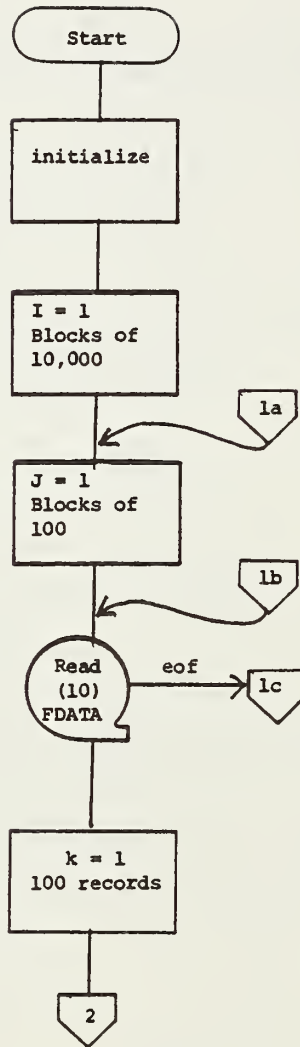 Start
initialize
I = 1
Blocks of
10,000
1a
J = 1
Blocks of
100
1b
Read
(10)
FDATA
eof
1c
k = 1
100 records
2